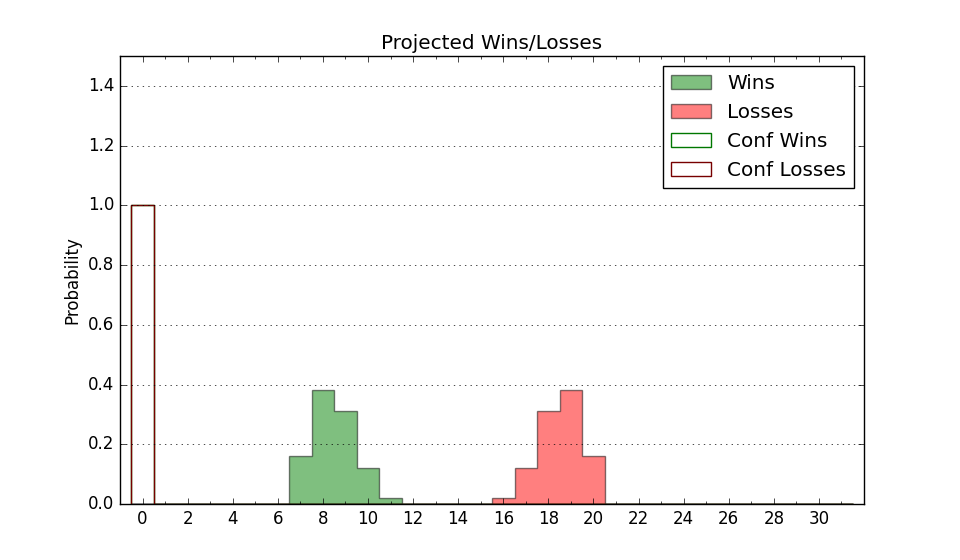 Projected Wins/Losses
Wins
Losses
Conf Wins
Conf Losses
Probability
1.4
1.2
1.0
0.8
0.6
0.4
0.2
0.0
0 2 4 6 8 10 12 14 16 18 20 22 24 26 28 30